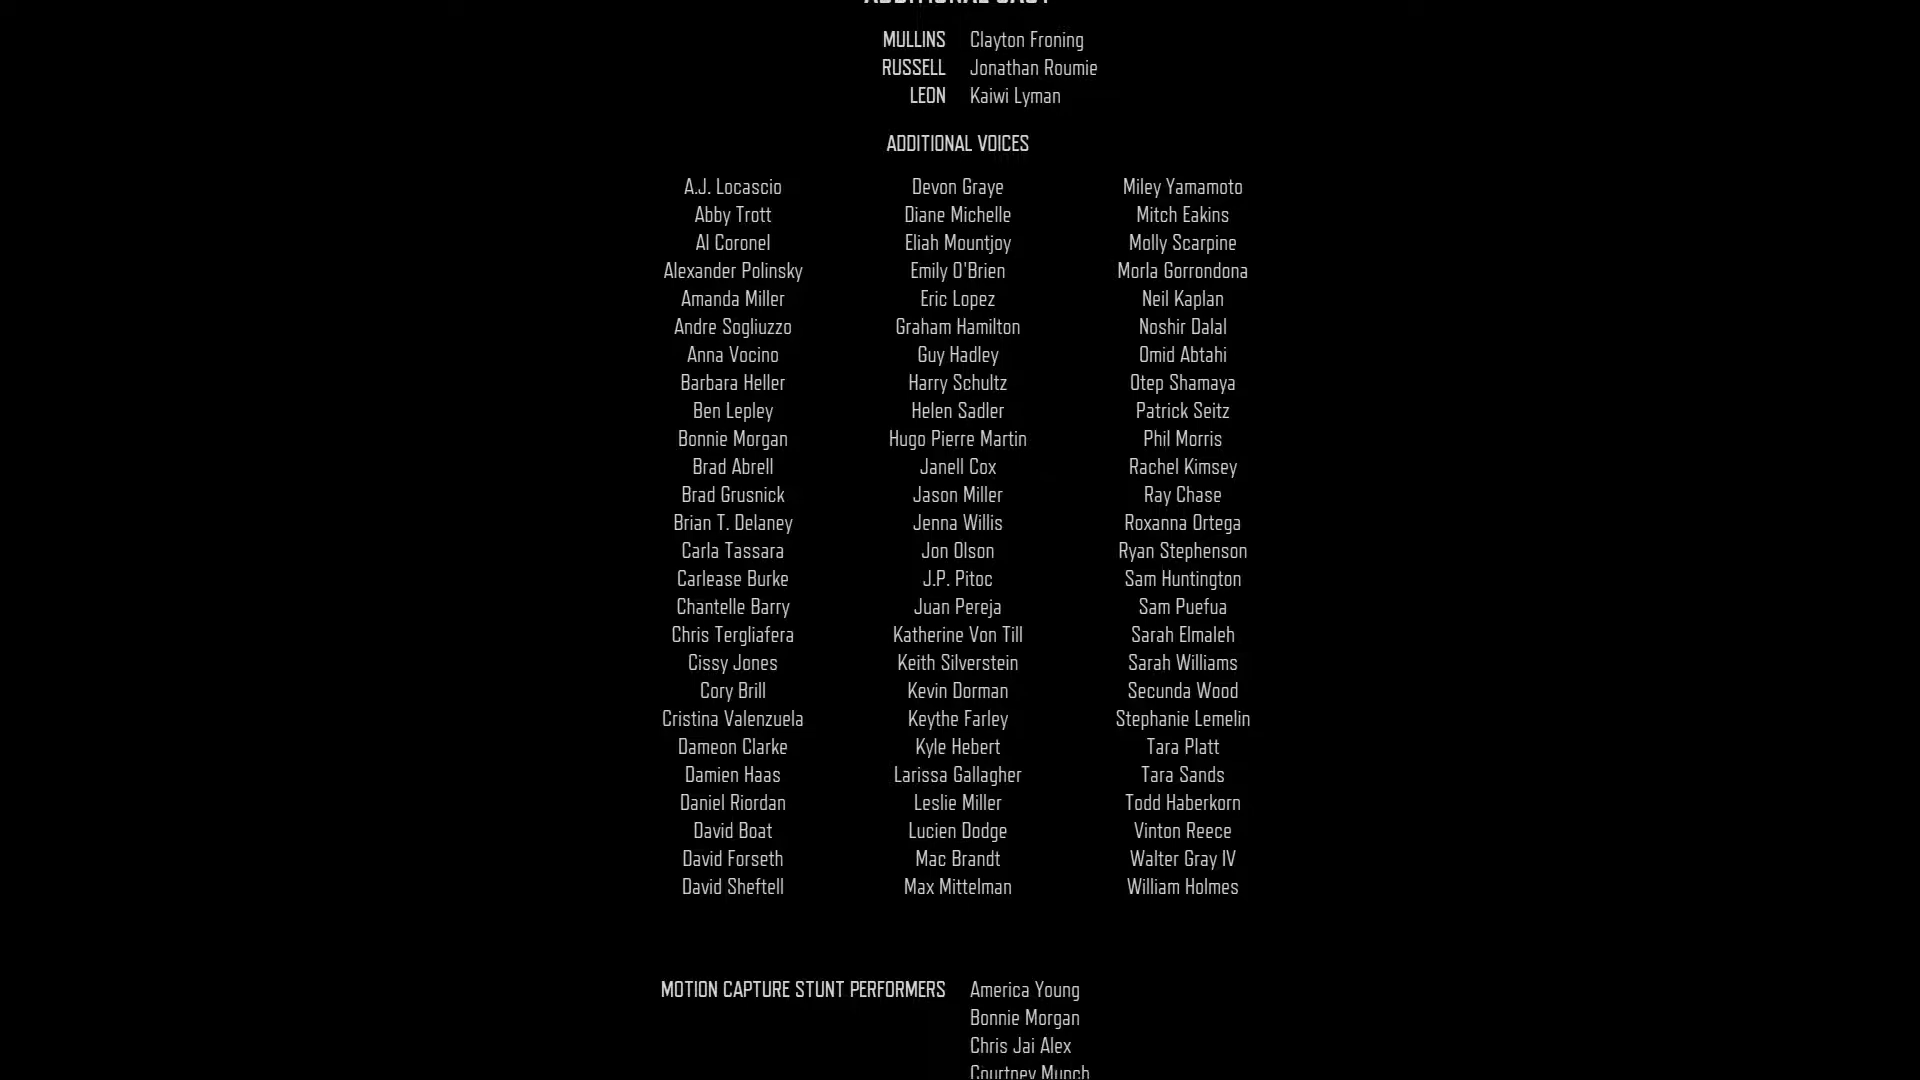 ADDITIONAL CAST
MULLINS Clayton Froning
RUSSELL Jonathan Roumie
LEON Kaiwi Lyman
ADDITIONAL VOICES
A.J. Locascio Devon Graye Miley Yamamoto
Abby Trott Diane Michelle Mitch Eakins
Al Coronel Eliah Mountjoy Molly Scarpine
Alexander Polinsky Emily O'Brien Morla Gorrondona
Amanda Miller Eric Lopez Neil Kaplan
Andre Sogliuzzo Graham Hamilton Noshir Dalal
Anna Vocino Guy Hadley Omid Abtahi
Barbara Heller Harry Schultz Otep Shamaya
Ben Lepley Helen Sadler Patrick Seitz
Bonnie Morgan Hugo Pierre Martin Phil Morris
Brad Abrell Janell Cox Rachel Kimsey
Brad Grusnick Jason Miller Ray Chase
Brian T. Delaney Jenna Willis Roxanna Ortega
Carla Tassara Jon Olson Ryan Stephenson
Carlease Burke J.P. Pitoc Sam Huntington
Chantelle Barry Juan Pereja Sam Puefua
Chris Tergliafera Katherine Von Till Sarah Elmaleh
Cissy Jones Keith Silverstein Sarah Williams
Cory Brill Kevin Dorman Secunda Wood
Cristina Valenzuela Keythe Farley Stephanie Lemelin
Dameon Clarke Kyle Hebert Tara Platt
Damien Haas Larissa Gallagher Tara Sands
Daniel Riordan Leslie Miller Todd Haberkorn
David Boat Lucien Dodge Vinton Reece
David Forseth Mac Brandt Walter Gray IV
David Sheftell Max Mittelman William Holmes
MOTION CAPTURE STUNT PERFORMERS America Young
Bonnie Morgan
Chris Jai Alex
Courtney Munch